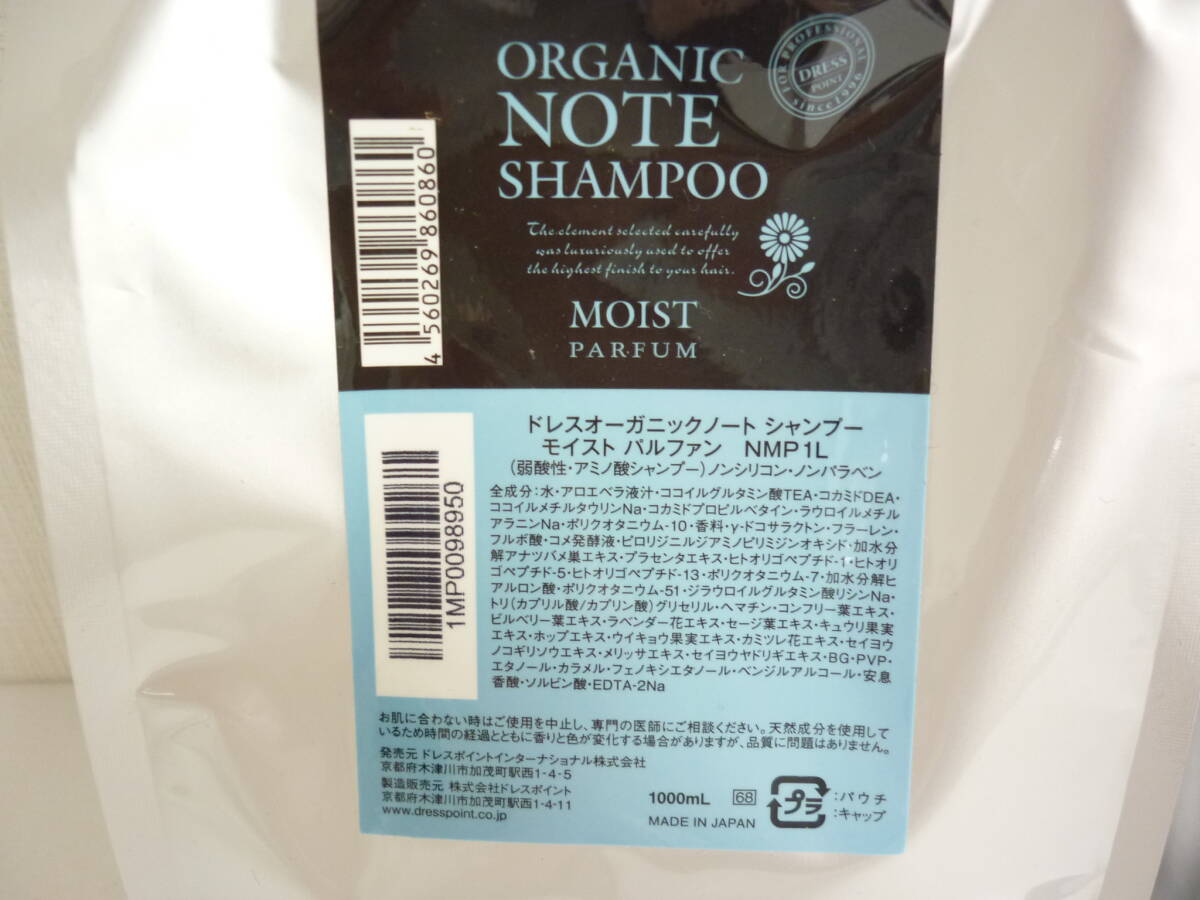 ORGANIC
NOTE
SHAMPOO
FOR PROFESSIONAL
DRESS
POINT
since1996
The element selected carefully
was luxuriously used to offer
the highest finish to your hair.
MOIST
PARFUM
4 560269 860860
1MP00098950
ドレスオーガニックノート シャンプー
モイスト パルファン NMP1L
(弱酸性・アミノ酸シャンプー)ノンシリコン・ノンパラベン
全成分:水・アロエベラ液汁・ココイルグルタミン酸TEA・コカミドDEA・
ココイルメチルタウリンNa・コカミドプロピルベタイン・ラウロイルメチル
アラニンNa・ポリクオタニウム-10・香料・γ-ドコサラクトン・フラーレン・
フルボ酸・コメ発酵液・ピロリジニルジアミノピリミジンオキシド・加水分
解アナツバメ巣エキス・プラセンタエキス・ヒトオリゴペプチド-1・ヒトオリ
ゴペプチド-5・ヒトオリゴペプチド-13・ポリクオタニウム-7・加水分解ヒ
アルロン酸・ポリクオタニウム-51・ジラウロイルグルタミン酸リシンNa・
トリ(カプリル酸/カプリン酸)グリセリル・ヘマチン・コンフリー葉エキス・
ビルベリー葉エキス・ラベンダー花エキス・セージ葉エキス・キュウリ果実
エキス・ホップエキス・ウイキョウ果実エキス・カミツレ花エキス・セイヨウ
ノコギリソウエキス・メリッサエキス・セイヨウヤドリギエキス・BG・PVP・
エタノール・カラメル・フェノキシエタノール・ベンジルアルコール・安息
香酸・ソルビン酸・EDTA-2Na
お肌に合わない時はご使用を中止し、専門の医師にご相談ください。天然成分を使用して
いるため時間の経過とともに香りと色が変化する場合がありますが、品質に問題はありません。
発売元 ドレスポイントインターナショナル株式会社
京都府木津川市加茂町駅西1-4-5
製造販売元 株式会社ドレスポイント
京都府木津川市加茂町駅西1-4-11
www.dresspoint.co.jp
1000mL 68
MADE IN JAPAN
プラ
:パウチ
:キャップ